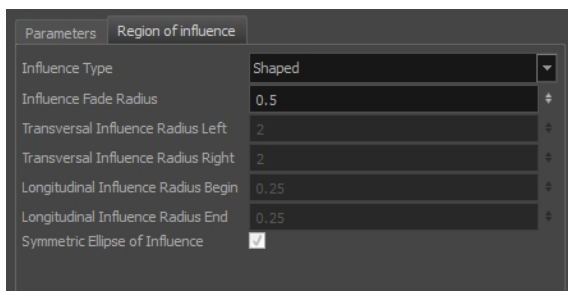 Parameters Region of influence
Influence Type Shaped
Influence Fade Radius 0.5
Transversal Influence Radius Left 2
Transversal Influence Radius Right 2
Longitudinal Influence Radius Begin 0.25
Longitudinal Influence Radius End 0.25
Symmetric Ellipse of Influence